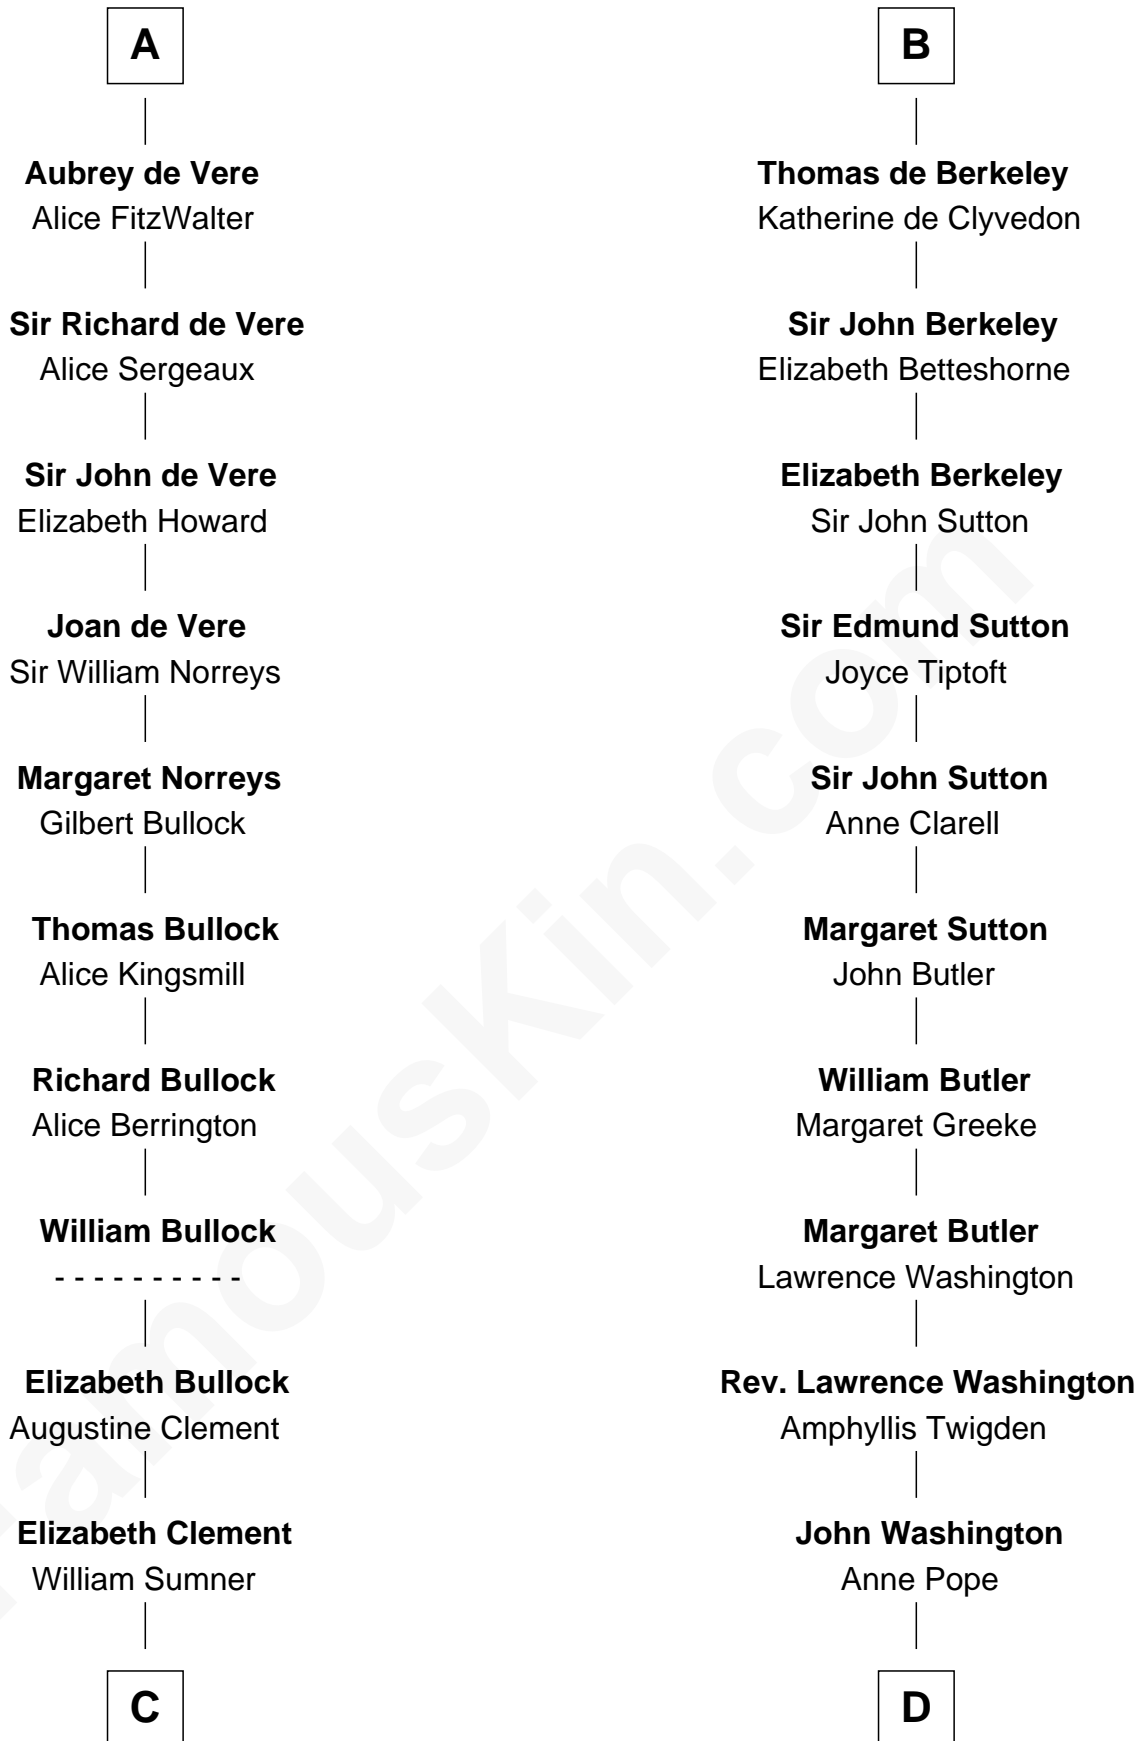 A
Aubrey de Vere
Alice FitzWalter
Sir Richard de Vere
Alice Sergeaux
Sir John de Vere
Elizabeth Howard
Joan de Vere
Sir William Norreys
Margaret Norreys
Gilbert Bullock
Thomas Bullock
Alice Kingsmill
Richard Bullock
Alice Berrington
William Bullock
- - - - - - - - - -
Elizabeth Bullock
Augustine Clement
Elizabeth Clement
William Sumner
C
B
Thomas de Berkeley
Katherine de Clyvedon
Sir John Berkeley
Elizabeth Betteshorne
Elizabeth Berkeley
Sir John Sutton
Sir Edmund Sutton
Joyce Tiptoft
Sir John Sutton
Anne Clarell
Margaret Sutton
John Butler
William Butler
Margaret Greeke
Margaret Butler
Lawrence Washington
Rev. Lawrence Washington
Amphyllis Twigden
John Washington
Anne Pope
D
FamousKin.com